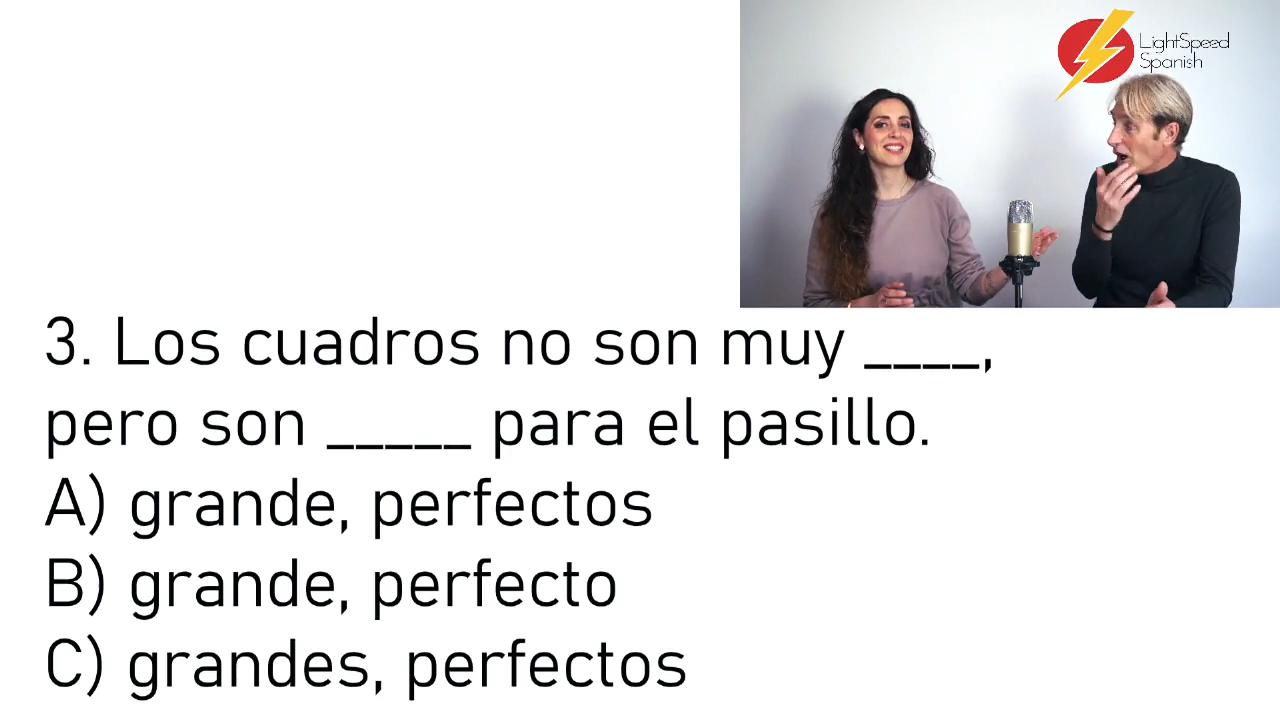 LightSpeed
Spanish
3. Los cuadros no son muy ____,
pero son _____ para el pasillo.
A) grande, perfectos
B) grande, perfecto
C) grandes, perfectos